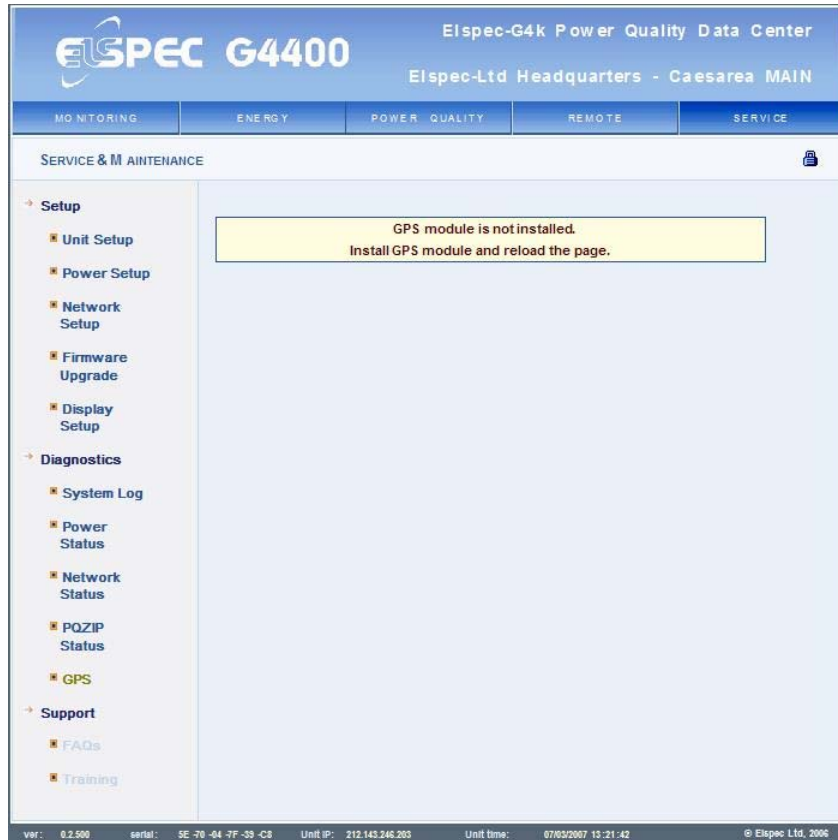 ELSPEC G4400
Elspec-G4k Power Quality Data Center
Elspec-Ltd Headquarters - Caesarea MAIN
MONITORING ENERGY POWER QUALITY REMOTE SERVICE
SERVICE & MAINTENANCE
Setup
Unit Setup
Power Setup
Network
Setup
Firmware
Upgrade
Display
Setup
Diagnostics
System Log
Power
Status
Network
Status
PQZIP
Status
GPS
Support
FAQs
Training
GPS module is not installed.
Install GPS module and reload the page.
ver: 0.2.500 serial: 5E -70 -04 -7F -39 -C8 Unit IP: 212.143.246.203 Unit time: 07/03/2007 13:21:42 © Elspec Ltd, 2006